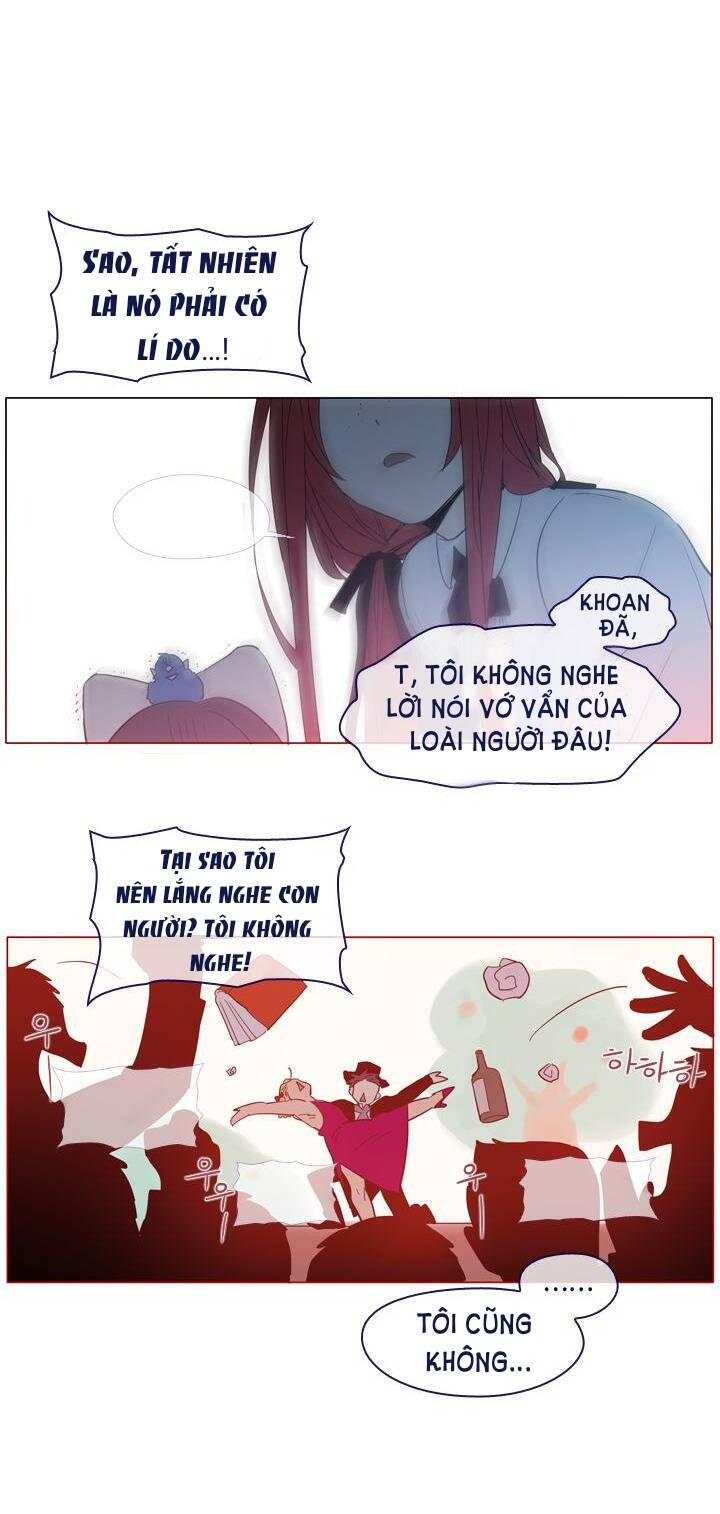 SAO, TẤT NHIÊN
LÀ NÓ PHẢI CÓ
LÍ DO...!
KHOAN
ĐÃ,
T, TÔI KHÔNG NGHE
LỜI NÓI VỚ VẨN CỦA
LOÀI NGƯỜI ĐÂU!
TẠI SAO TÔI
NÊN LẮNG NGHE CON
NGƯỜI? TÔI KHÔNG
NGHE!
우
하하하
우우
우우
......
TÔI CŨNG
KHÔNG...